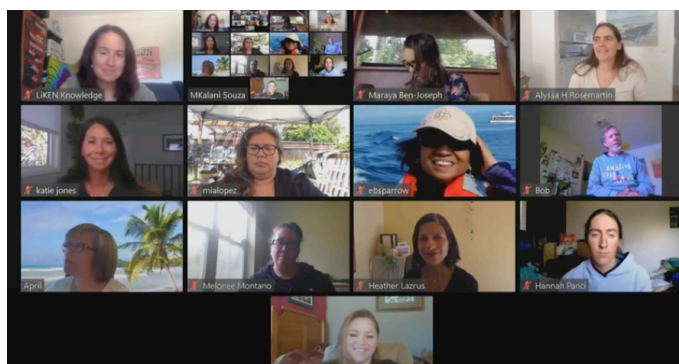 LiKEN Knowledge
MKalani Souza
Maraya Ben-Joseph
Alyssa H Rosemartin
katie jones
mialopez
ebsparrow
Bob
April
Melonee Montano
Heather Lazrus
Hannah Panci